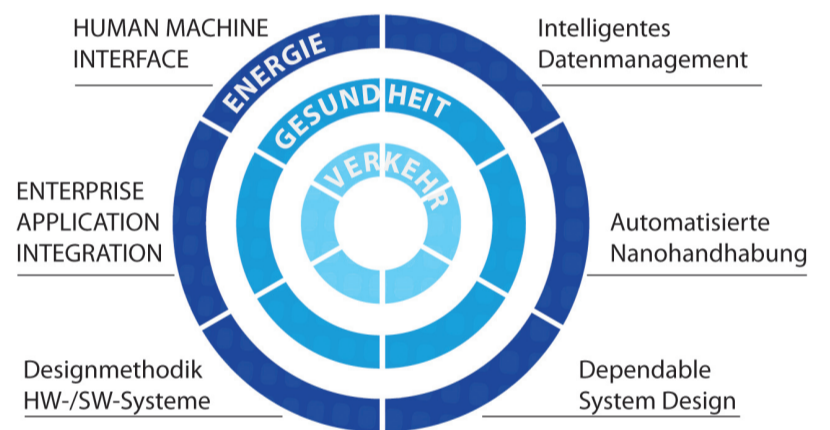 HUMAN MACHINE
INTERFACE
Intelligentes
Datenmanagement
ENERGIE
GESUNDHEIT
VERKEHR
ENTERPRISE
APPLICATION
INTEGRATION
Automatisierte
Nanohandhabung
Designmethodik
HW-/SW-Systeme
Dependable
System Design